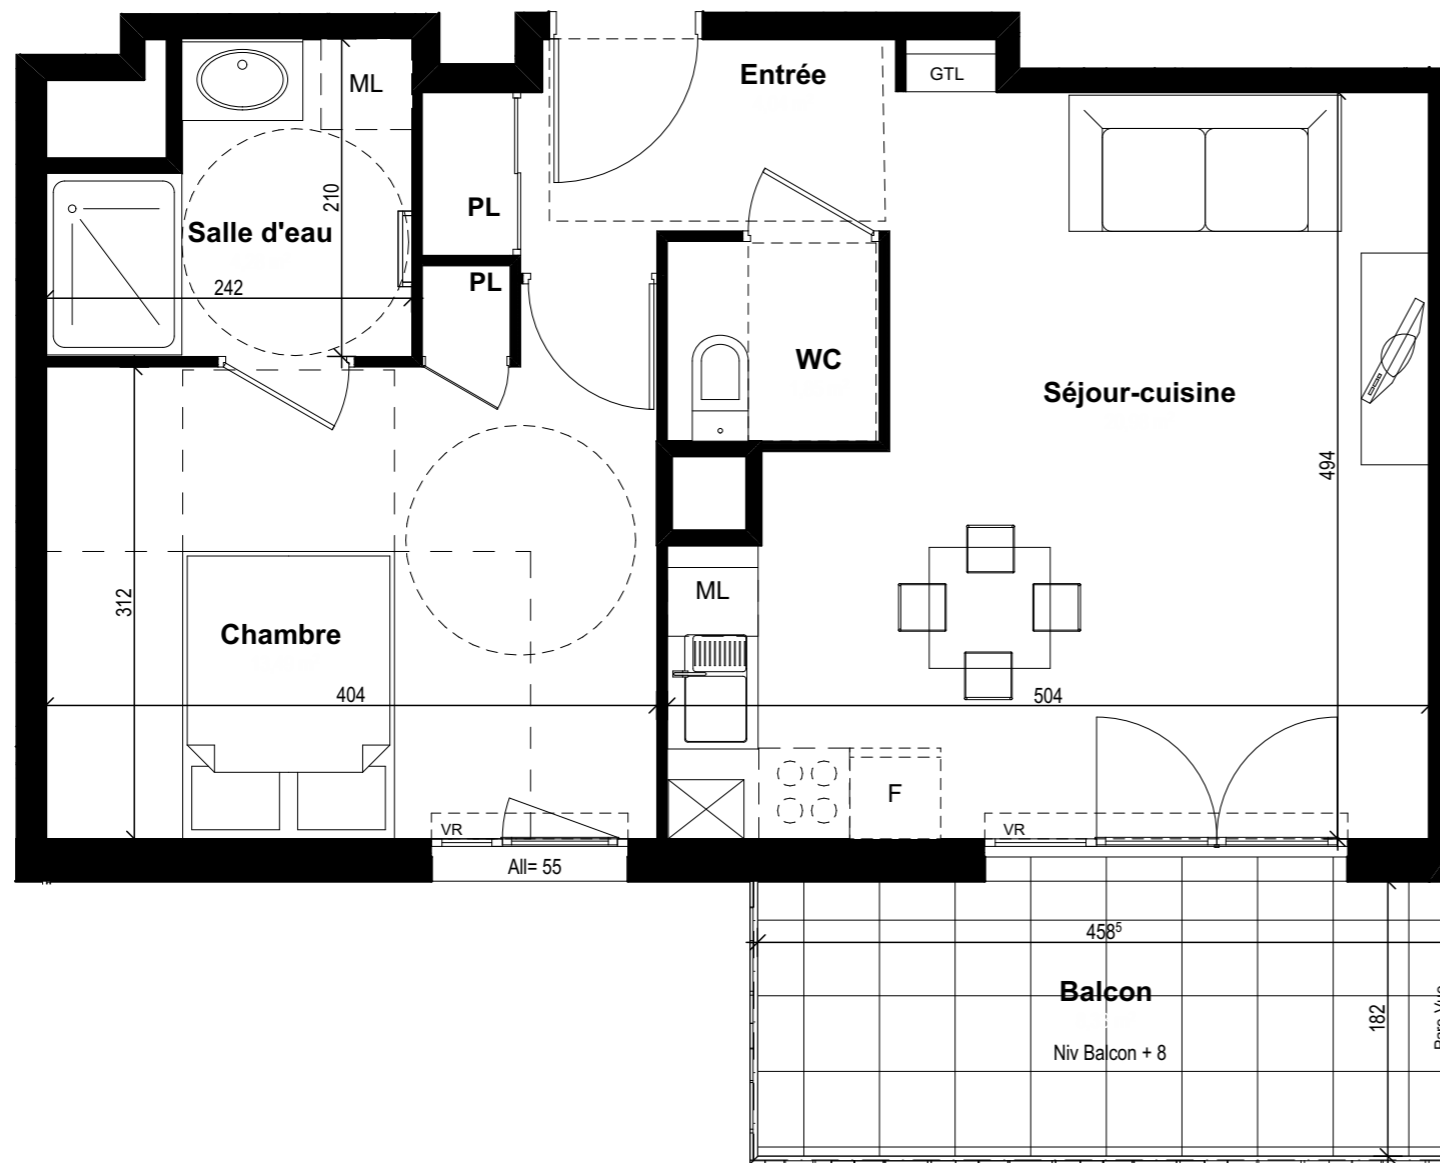 Entrée
GTL
ML
210
PL
Salle d'eau
PL
242
WC
Séjour-cuisine
494
312
ML
Chambre
404
504
F
VR
VR
All= 55
458⁵
Balcon
182
Niv Balcon + 8